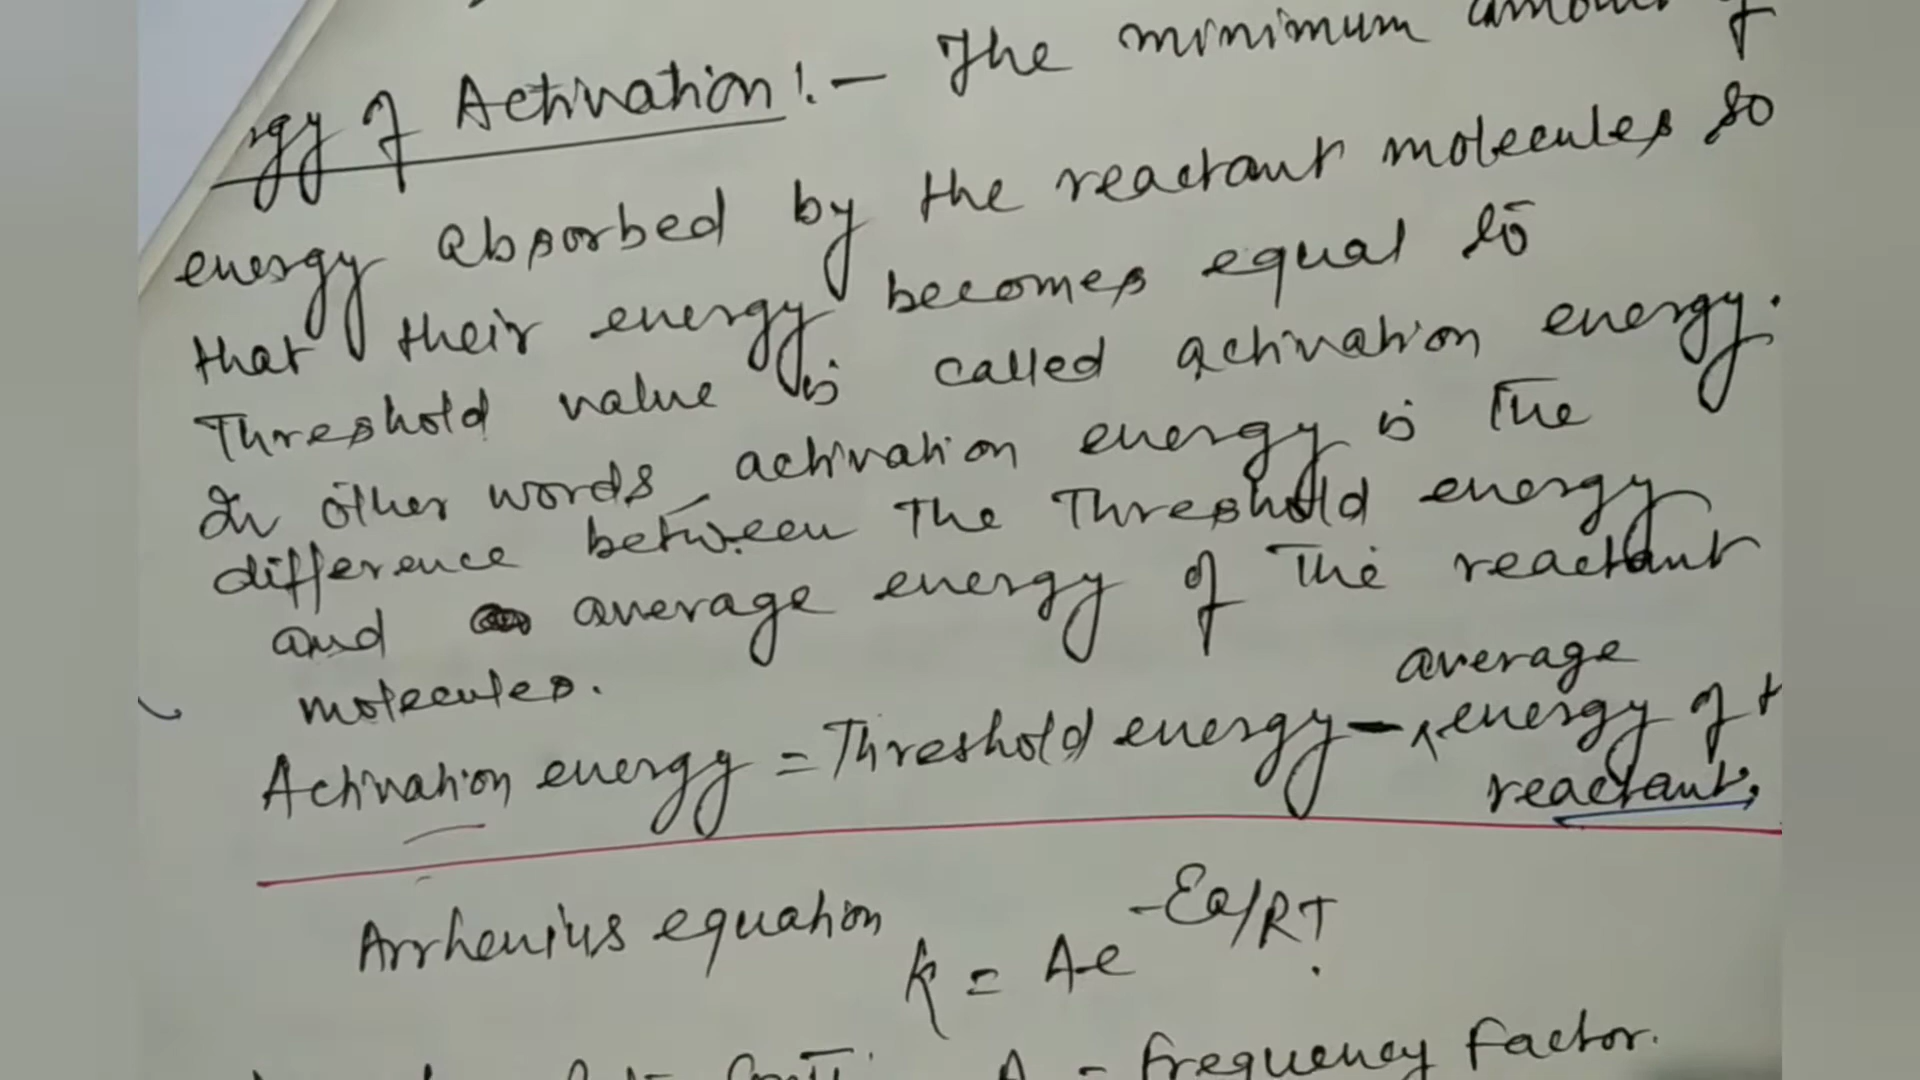 rgy of Activation :- The minimum amount of
energy absorbed by the reactant molecules so
that their energy becomes equal to
Threshold value is called activation energy.
In other words, activation energy is the
difference between the Threshold energy
and average energy of the reactant
molecules.
average
Activation energy = Threshold energy - energy of t
reactant.
Arrhenius equation
k = Ae^-Ea/RT.
A - frequency factor.